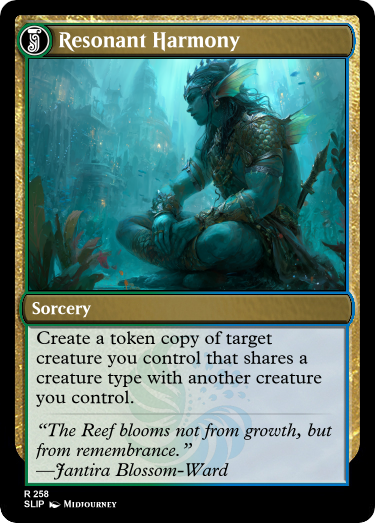 Resonant Harmony
Sorcery
Create a token copy of target
creature you control that shares a
creature type with another creature
you control.
“The Reef blooms not from growth, but
from remembrance.”
—Jantira Blossom-Ward
R 258
SLIP Midjourney